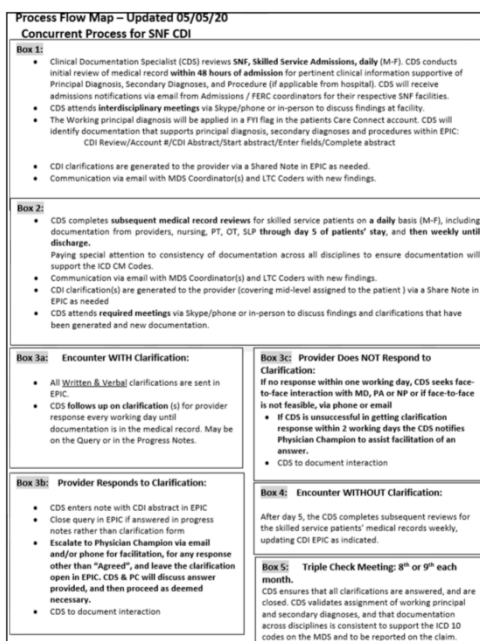 Process Flow Map – Updated 05/05/20
Concurrent Process for SNF CDI
Box 1:
• Clinical Documentation Specialist (CDS) reviews SNF, Skilled Service Admissions, daily (M-F). CDS conducts
initial review of medical record within 48 hours of admission for pertinent clinical information supportive of
Principal Diagnosis, Secondary Diagnoses, and Procedure (if applicable from hospital). CDS will receive
admissions notifications via email from Admissions / FERC coordinators for their respective SNF facilities.
• CDS attends interdisciplinary meetings via Skype/phone or in-person to discuss findings at facility.
• The Working principal diagnosis will be applied in a FYI flag in the patients Care Connect account. CDS will
identify documentation that supports principal diagnosis, secondary diagnoses and procedures within EPIC:
CDI Review/Account #/CDI Abstract/Start abstract/Enter fields/Complete abstract
• CDI clarifications are generated to the provider via a Shared Note in EPIC as needed.
• Communication via email with MDS Coordinator(s) and LTC Coders with new findings.
Box 2:
• CDS completes subsequent medical record reviews for skilled service patients on a daily basis (M-F), including
documentation from providers, nursing, PT, OT, SLP through day 5 of patients' stay, and then weekly until
discharge.
Paying special attention to consistency of documentation across all disciplines to ensure documentation will
support the ICD CM Codes.
• Communication via email with MDS Coordinator(s) and LTC Coders with new findings.
• CDI clarification(s) are generated to the provider (covering mid-level assigned to the patient ) via a Share Note in
EPIC as needed
• CDS attends required meetings via Skype/phone or in-person to discuss findings and clarifications that have
been generated and new documentation.
Box 3a: Encounter WITH Clarification:
• All Written & Verbal clarifications are sent in
EPIC.
• CDS follows up on clarification (s) for provider
response every working day until
documentation is in the medical record. May be
on the Query or in the Progress Notes.
Box 3b: Provider Responds to Clarification:
• CDS enters note with CDI abstract in EPIC
• Close query in EPIC if answered in progress
notes rather than clarification form
• Escalate to Physician Champion via email
and/or phone for facilitation, for any response
other than "Agreed", and leave the clarification
open in EPIC. CDS & PC will discuss answer
provided, and then proceed as deemed
necessary.
• CDS to document interaction
Box 3c: Provider Does NOT Respond to
Clarification:
If no response within one working day, CDS seeks face-
to-face interaction with MD, PA or NP or if face-to-face
is not feasible, via phone or email
• If CDS is unsuccessful in getting clarification
response within 2 working days the CDS notifies
Physician Champion to assist facilitation of an
answer.
• CDS to document interaction
Box 4: Encounter WITHOUT Clarification:
After day 5, the CDS completes subsequent reviews for
the skilled service patients' medical records weekly,
updating CDI EPIC as indicated.
Box 5: Triple Check Meeting: 8th or 9th each
month.
CDS ensures that all clarifications are answered, and are
closed. CDS validates assignment of working principal
and secondary diagnoses, and that documentation
across disciplines is consistent to support the ICD 10
codes on the MDS and to be reported on the claim.